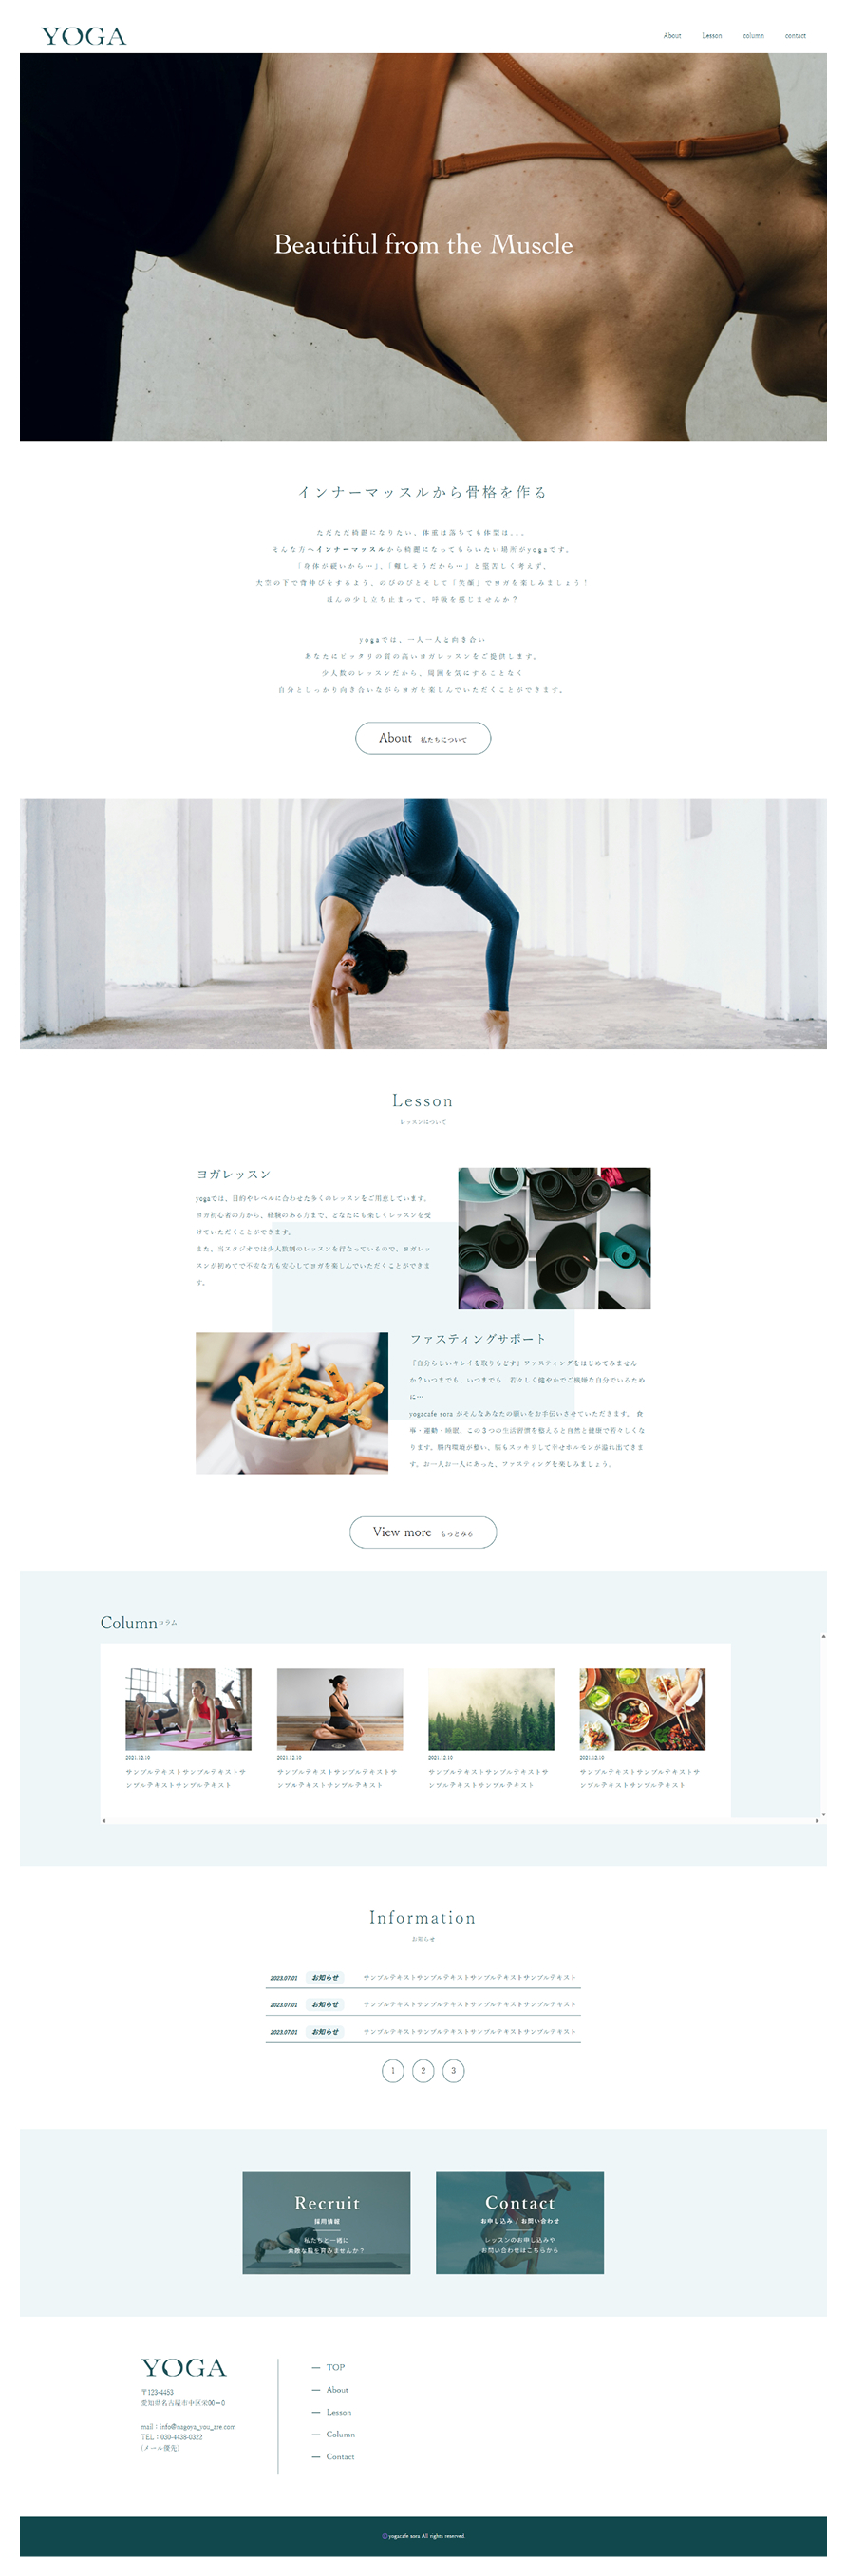 YOGA
About Lesson column contact
Beautiful from the Muscle
インナーマッスルから骨格を作る
ただただ綺麗になりたい、体重は落ちても体型は、、、
そんな方へインナーマッスルから綺麗になってもらいたい場所がyogaです。
「身体が硬いから…」、「難しそうだから…」と堅苦しく考えず、
大空の下で背伸びをするよう、のびのびとそして「笑顔」でヨガを楽しみましょう！
ほんの少し立ち止まって、呼吸を感じませんか？
yogaでは、一人一人と向き合い
あなたにピッタリの質の高いヨガレッスンをご提供します。
少人数のレッスンだから、周囲を気にすることなく
自分としっかり向き合いながらヨガを楽しんでいただくことができます。
About 私たちについて
Lesson
レッスンについて
ヨガレッスン
yogaでは、目的やレベルに合わせた多くのレッスンをご用意しています。
ヨガ初心者の方から、経験のある方まで、どなたにも楽しくレッスンを受
けていただくことができます。
また、当スタジオでは少人数制のレッスンを行なっているので、ヨガレッ
スンが初めてで不安な方も安心してヨガを楽しんでいただくことができま
す。
ファスティングサポート
『自分らしいキレイを取りもどす』ファスティングをはじめてみません
か？いつまでも、いつまでも 若々しく健やかでご機嫌な自分でいるため
に…
yogacafe sora がそんなあなたの願いをお手伝いさせていただきます。 食
事・運動・睡眠、この３つの生活習慣を整えると自然と健康で若々しくな
ります。腸内環境が整い、脳もスッキリして幸せホルモンが溢れ出てきま
す。お一人お一人にあった、ファスティングを楽しみましょう。
View more もっとみる
Column コラム
2021.12.10 2021.12.10 2021.12.10 2021.12.10
サンプルテキストサンプルテキストサ サンプルテキストサンプルテキストサ サンプルテキストサンプルテキストサ サンプルテキストサンプルテキストサ
ンプルテキストサンプルテキスト ンプルテキストサンプルテキスト ンプルテキストサンプルテキスト ンプルテキストサンプルテキスト
Information
お知らせ
2023.07.01 お知らせ サンプルテキストサンプルテキストサンプルテキストサンプルテキスト
2023.07.01 お知らせ サンプルテキストサンプルテキストサンプルテキストサンプルテキスト
2023.07.01 お知らせ サンプルテキストサンプルテキストサンプルテキストサンプルテキスト
1 2 3
Recruit
採用情報
私たちと一緒に
素敵な輪を育みませんか？
Contact
お申し込み / お問い合わせ
レッスンのお申し込みや
お問い合わせはこちらから
YOGA
〒123-4453
愛知県名古屋市中区栄00−0
mail：info@nagoya_you_are.com
TEL：080-4438-0322
(メール優先)
TOP
About
Lesson
Column
Contact
©yogacafe sora All rights reserved.